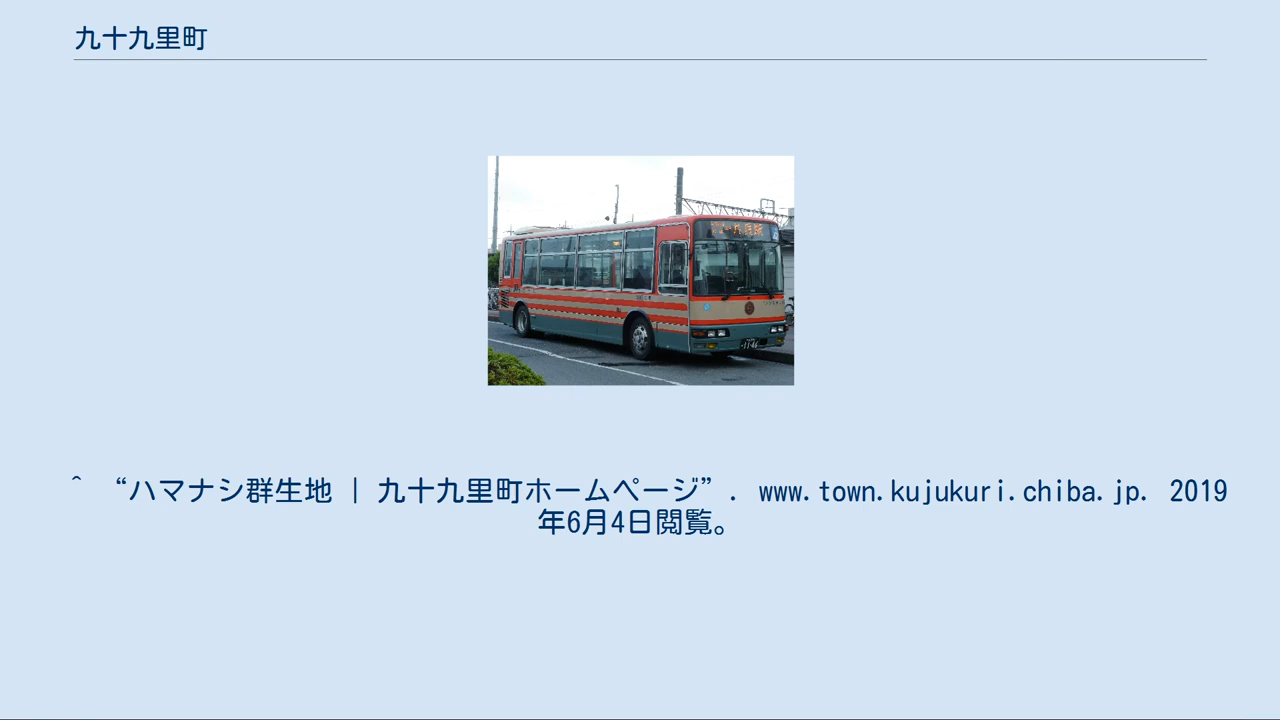 九十九里町
^ “ハマナシ群生地 | 九十九里町ホームページ”. www.town.kujukuri.chiba.jp. 2019
年6月4日閲覧。